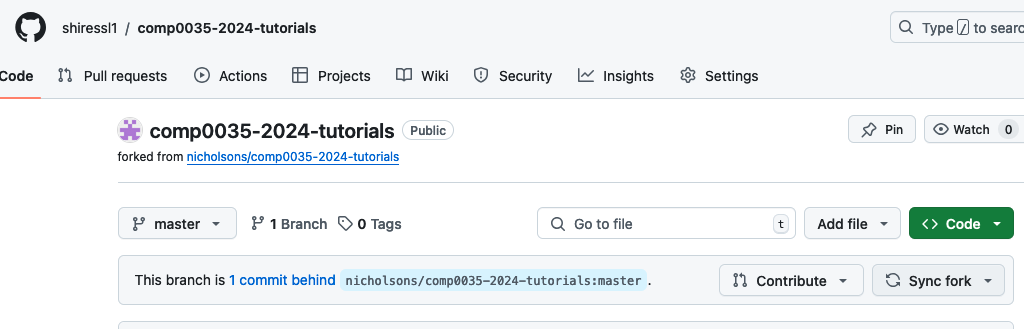 shiressl1 / comp0035-2024-tutorials
Type / to searc
Code Pull requests Actions Projects Wiki Security Insights Settings
comp0035-2024-tutorials Public
Pin Watch 0
forked from nicholsons/comp0035-2024-tutorials
master 1 Branch 0 Tags Go to file t Add file Code
This branch is 1 commit behind nicholsons/comp0035-2024-tutorials:master .
Contribute Sync fork